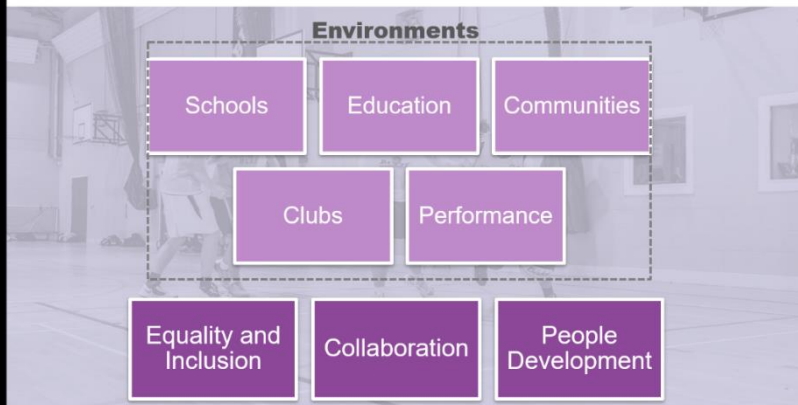 Environments
Schools
Education
Communities
Clubs
Performance
Equality and
Inclusion
Collaboration
People
Development